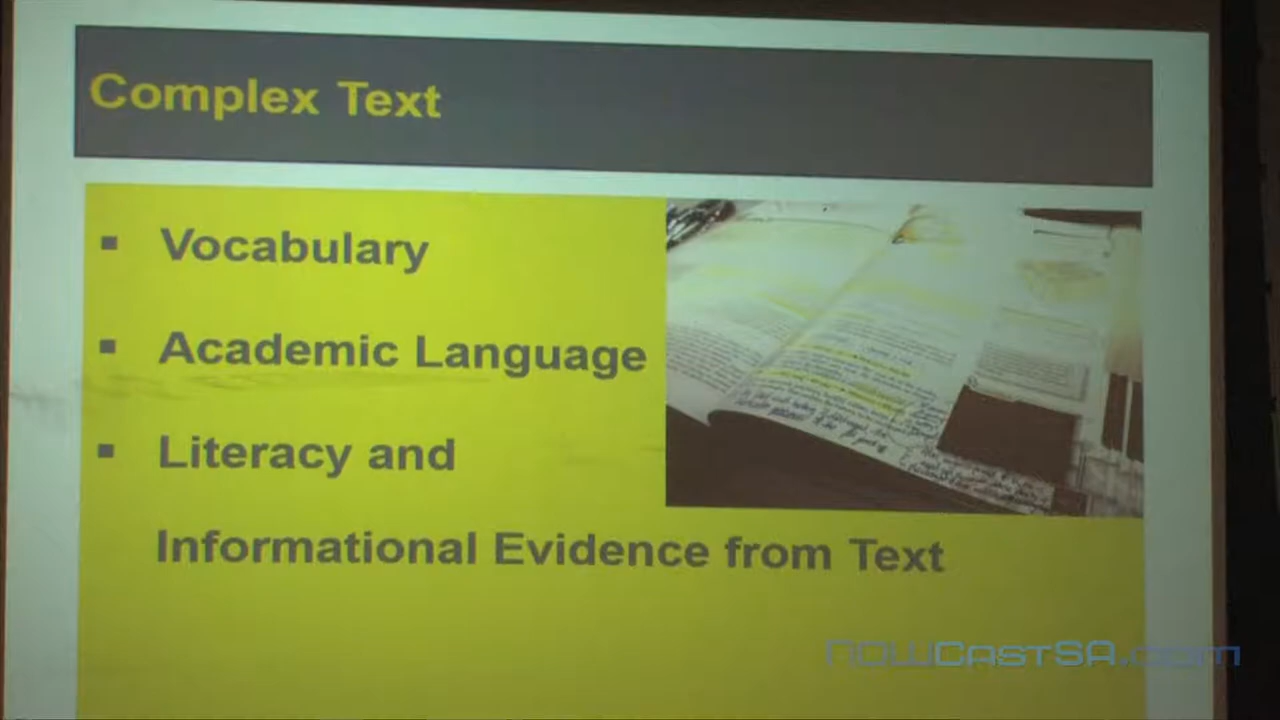 Complex Text
▪ Vocabulary
▪ Academic Language
▪ Literacy and
Informational Evidence from Text
NOWCastSA.com